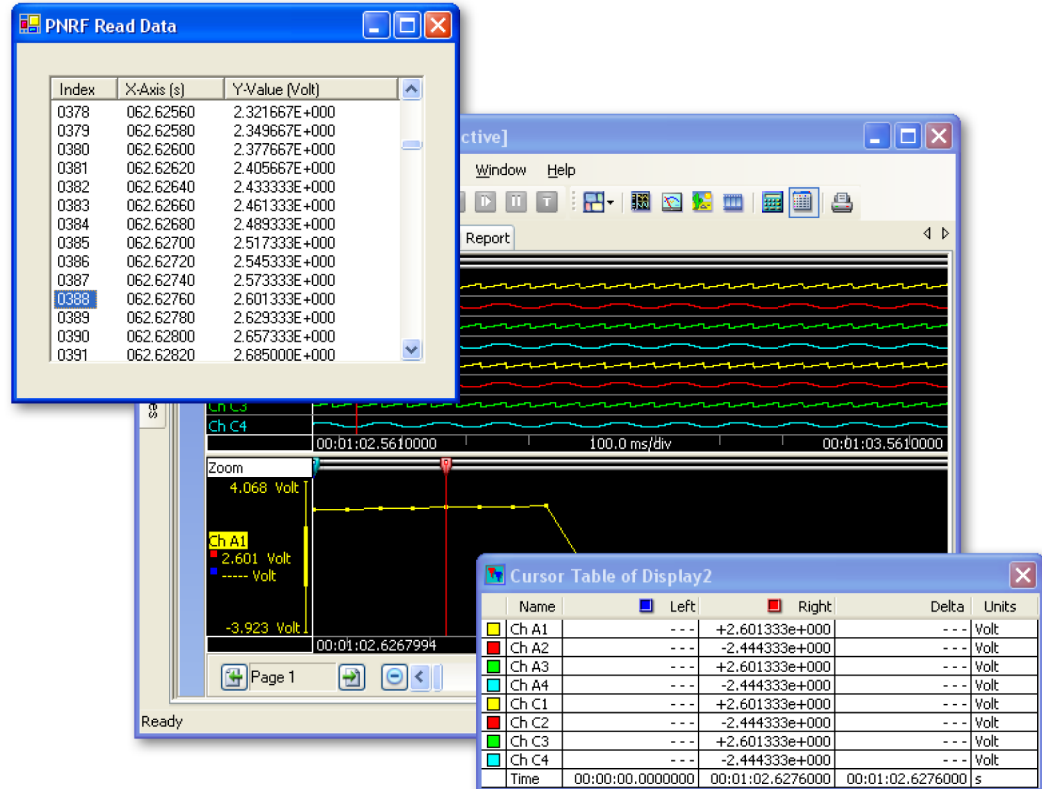 PNRF Read Data
Index X-Axis (s) Y-Value (Volt)
0378 062.62560 2.321667E+000
0379 062.62580 2.349667E+000
0380 062.62600 2.377667E+000
0381 062.62620 2.405667E+000
0382 062.62640 2.433333E+000
0383 062.62660 2.461333E+000
0384 062.62680 2.489333E+000
0385 062.62700 2.517333E+000
0386 062.62720 2.545333E+000
0387 062.62740 2.573333E+000
0388 062.62760 2.601333E+000
0389 062.62780 2.629333E+000
0390 062.62800 2.657333E+000
0391 062.62820 2.685000E+000
ctive]
Window Help
Report
Ch C3
Ch C4
00:01:02.5610000 100.0 ms/div 00:01:03.5610000
Zoom
4.068 Volt
Ch A1
2.601 Volt
----- Volt
-3.923 Volt
00:01:02.6267994
Page 1
Ready
Cursor Table of Display2
Name Left Right Delta Units
Ch A1 --- +2.601333e+000 --- Volt
Ch A2 --- -2.444333e+000 --- Volt
Ch A3 --- +2.601333e+000 --- Volt
Ch A4 --- -2.444333e+000 --- Volt
Ch C1 --- +2.601333e+000 --- Volt
Ch C2 --- -2.444333e+000 --- Volt
Ch C3 --- +2.601333e+000 --- Volt
Ch C4 --- -2.444333e+000 --- Volt
Time 00:00:00.0000000 00:01:02.6276000 00:01:02.6276000 s